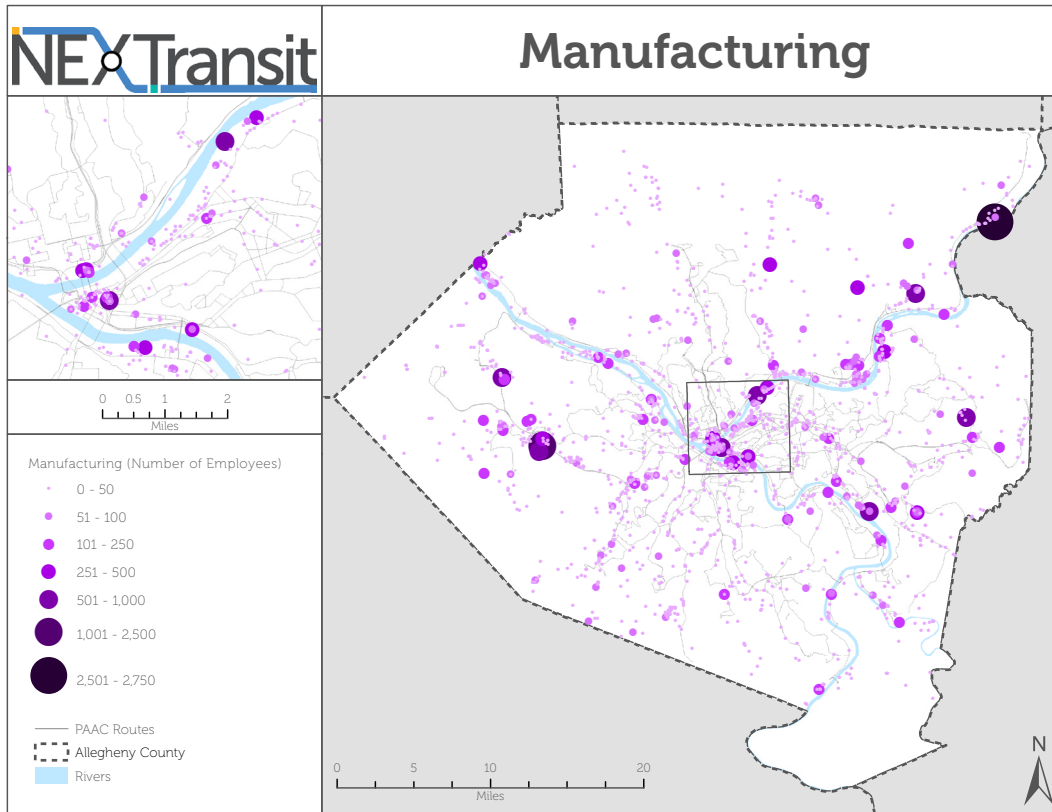 NEXTransit
Manufacturing
0 0.5 1 2
Miles
Manufacturing (Number of Employees)
0 - 50
51 - 100
101 - 250
251 - 500
501 - 1,000
1,001 - 2,500
2,501 - 2,750
PAAC Routes
Allegheny County
Rivers
0 5 10 20
Miles
N